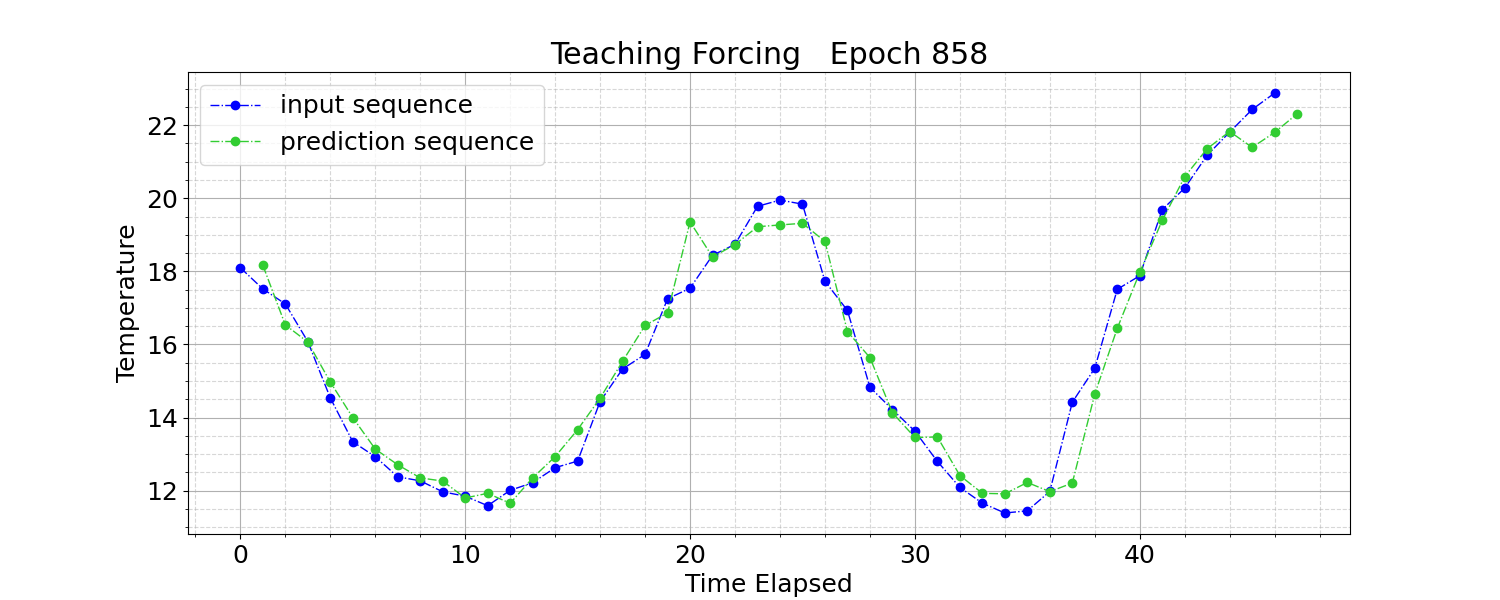 Teaching Forcing   Epoch 858
input sequence
prediction sequence
Temperature
22
20
18
16
14
12
0 10 20 30 40
Time Elapsed